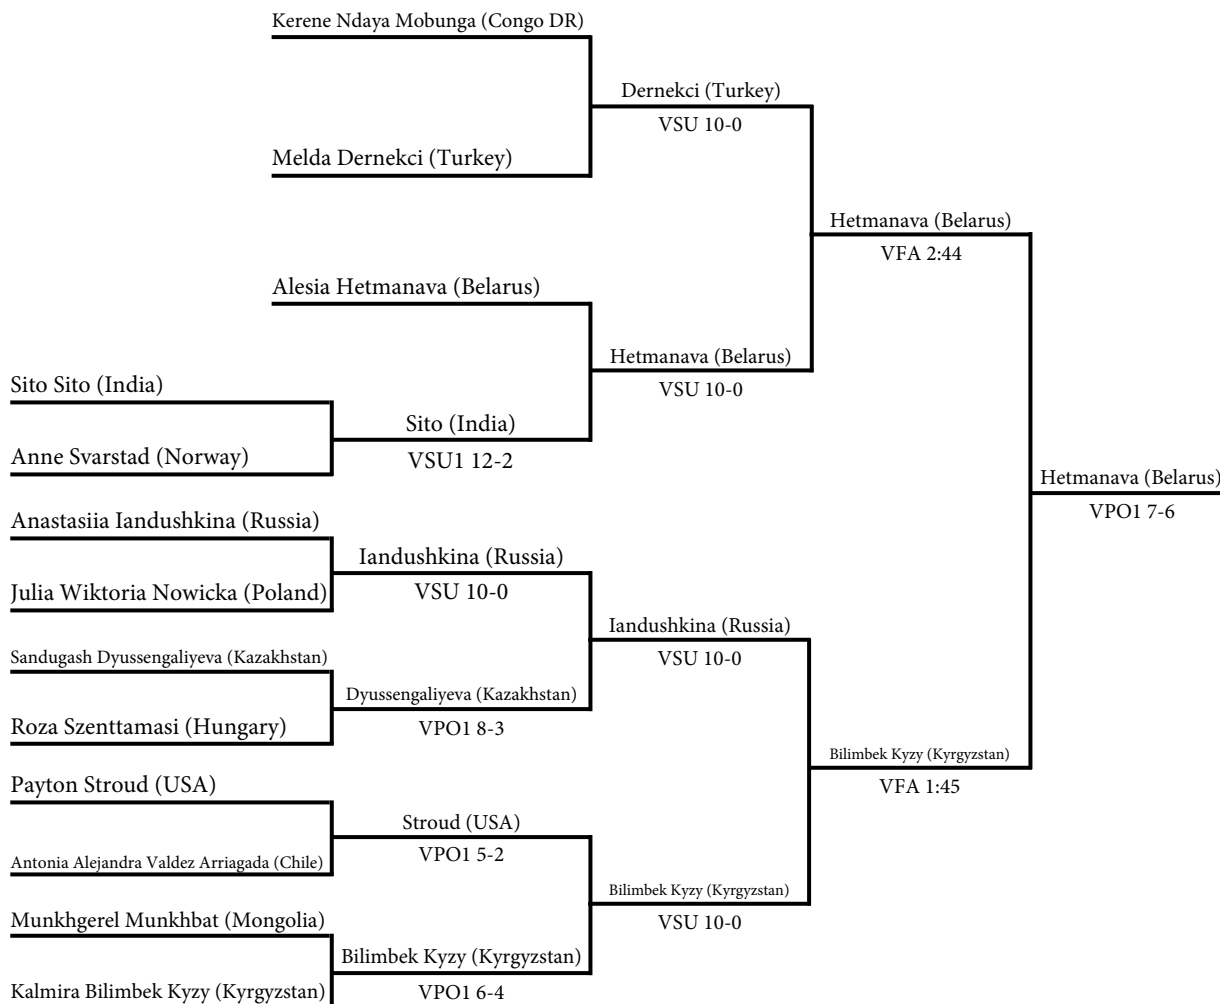 Kerene Ndaya Mobunga (Congo DR)
Dernekci (Turkey)
VSU 10-0
Melda Dernekci (Turkey)
Hetmanava (Belarus)
VFA 2:44
Alesia Hetmanava (Belarus)
Hetmanava (Belarus)
VSU 10-0
Sito Sito (India)
Sito (India)
VSU1 12-2
Anne Svarstad (Norway)
Hetmanava (Belarus)
VPO1 7-6
Anastasiia Iandushkina (Russia)
Iandushkina (Russia)
VSU 10-0
Julia Wiktoria Nowicka (Poland)
Iandushkina (Russia)
VSU 10-0
Sandugash Dyussengaliyeva (Kazakhstan)
Dyussengaliyeva (Kazakhstan)
VPO1 8-3
Roza Szenttamasi (Hungary)
Bilimbek Kyzy (Kyrgyzstan)
VFA 1:45
Payton Stroud (USA)
Stroud (USA)
VPO1 5-2
Antonia Alejandra Valdez Arriagada (Chile)
Bilimbek Kyzy (Kyrgyzstan)
VSU 10-0
Munkhgerel Munkhbat (Mongolia)
Bilimbek Kyzy (Kyrgyzstan)
VPO1 6-4
Kalmira Bilimbek Kyzy (Kyrgyzstan)